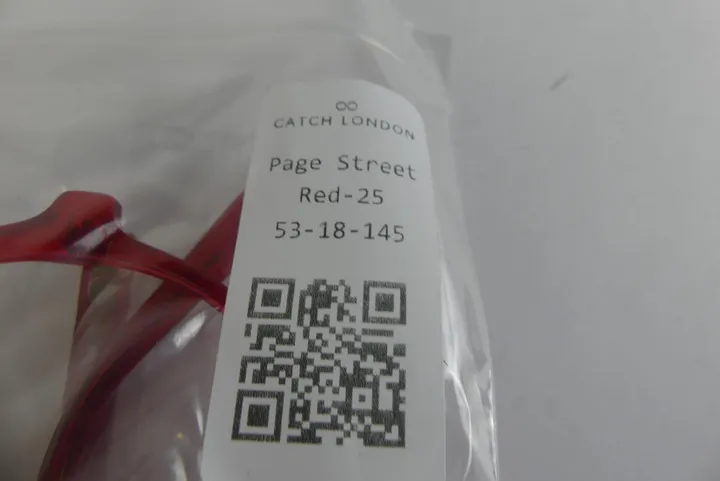 CATCH LONDON
Page Street
Red-25
53-18-145